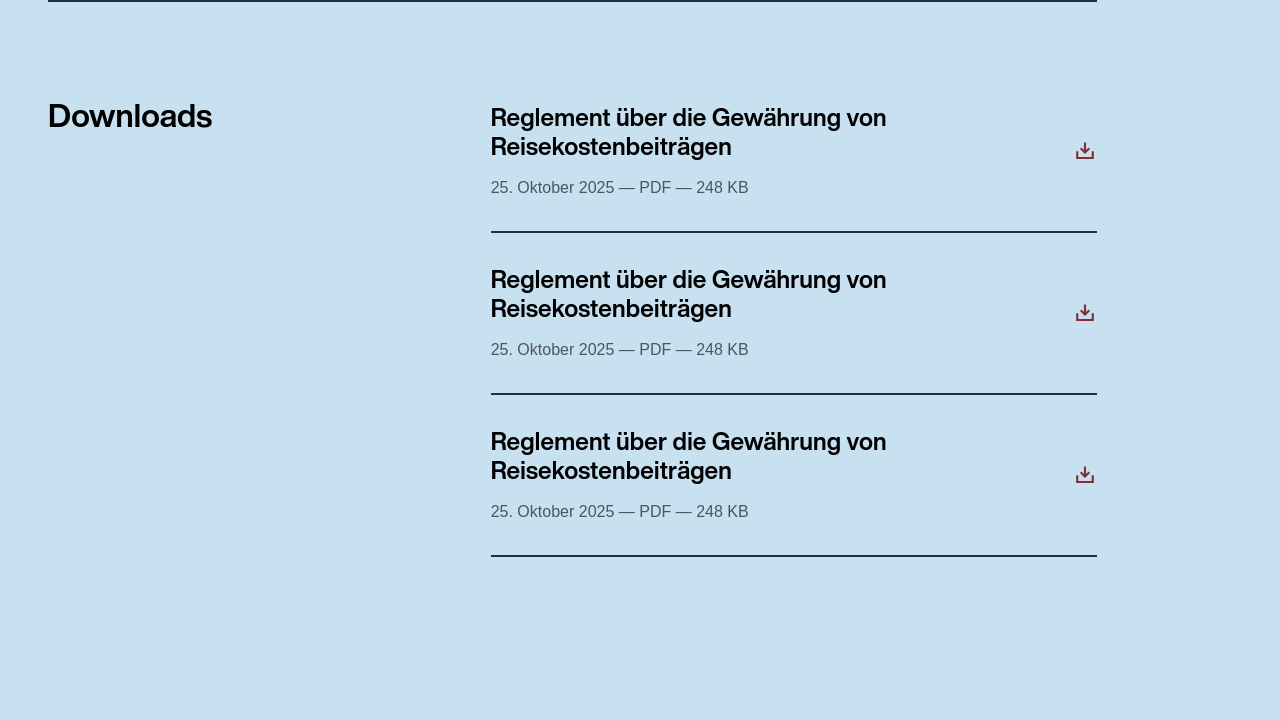 Downloads
Reglement über die Gewährung von
Reisekostenbeiträgen
25. Oktober 2025 — PDF — 248 KB
Reglement über die Gewährung von
Reisekostenbeiträgen
25. Oktober 2025 — PDF — 248 KB
Reglement über die Gewährung von
Reisekostenbeiträgen
25. Oktober 2025 — PDF — 248 KB